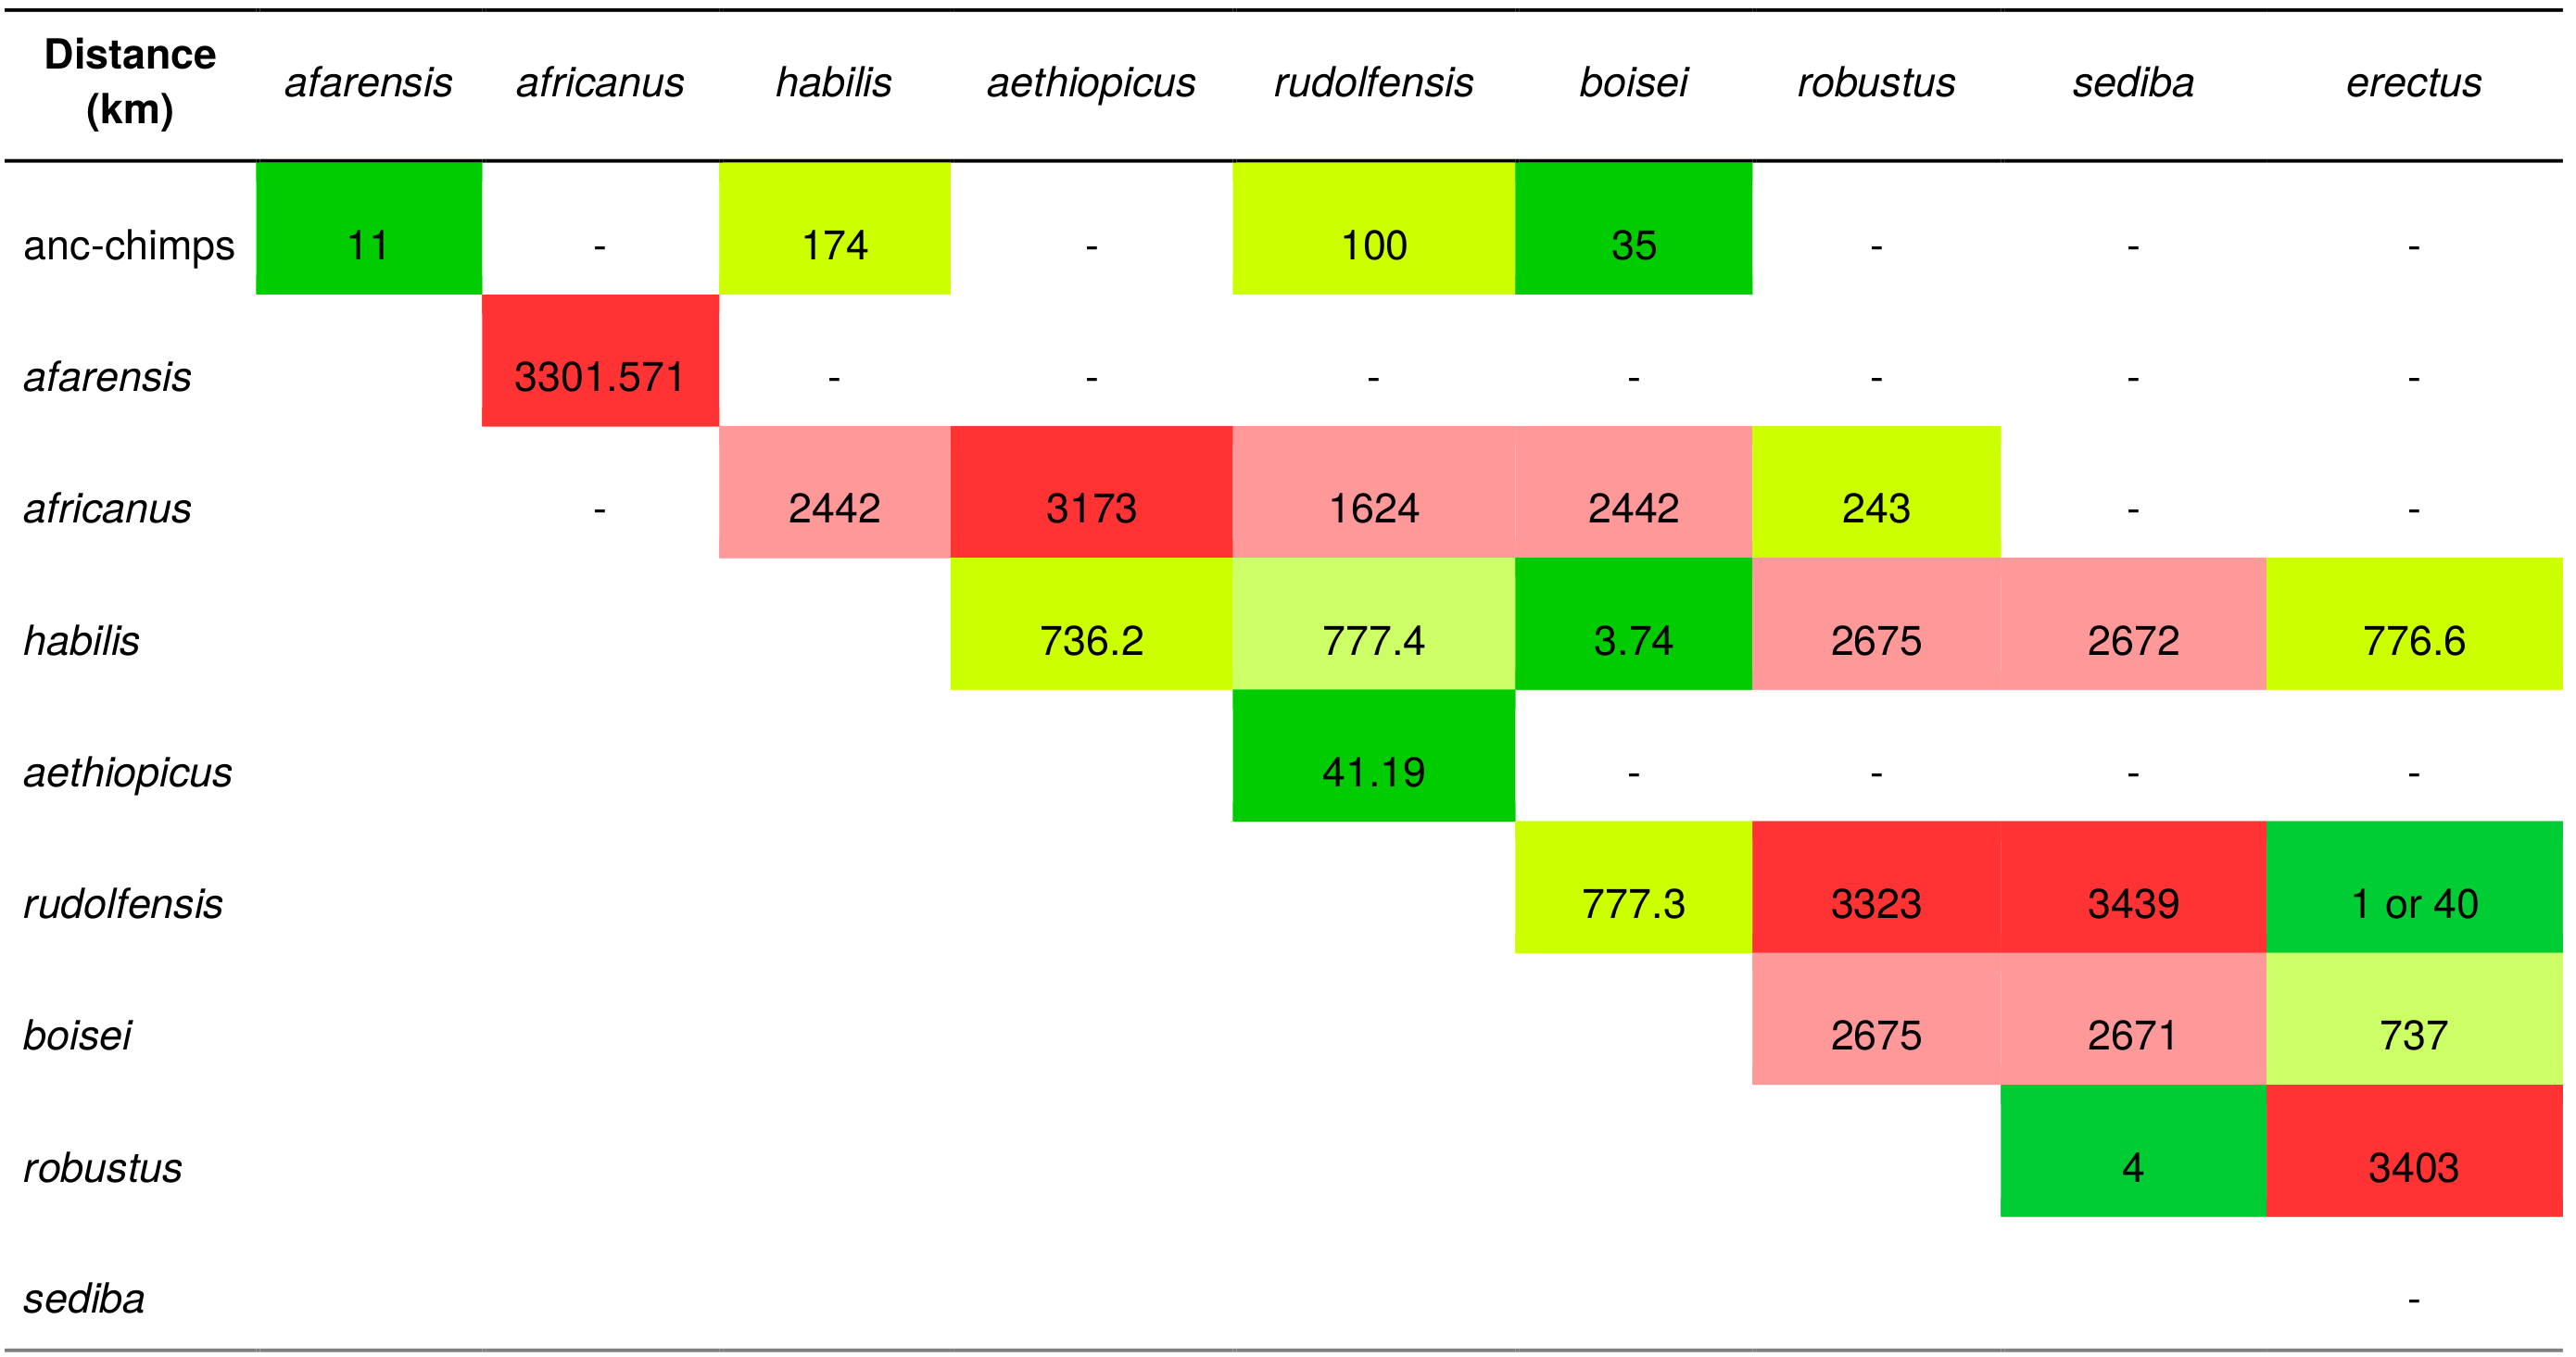 Distance (km) afarensis africanus habilis aethiopicus rudolfensis boisei robustus sediba erectus
anc-chimps 11 - 174 - 100 35 - - -
afarensis 3301.571 - - - - - - -
africanus - 2442 3173 1624 2442 243 - -
habilis 736.2 777.4 3.74 2675 2672 776.6
aethiopicus 41.19 - - - -
rudolfensis 777.3 3323 3439 1 or 40
boisei 2675 2671 737
robustus 4 3403
sediba -